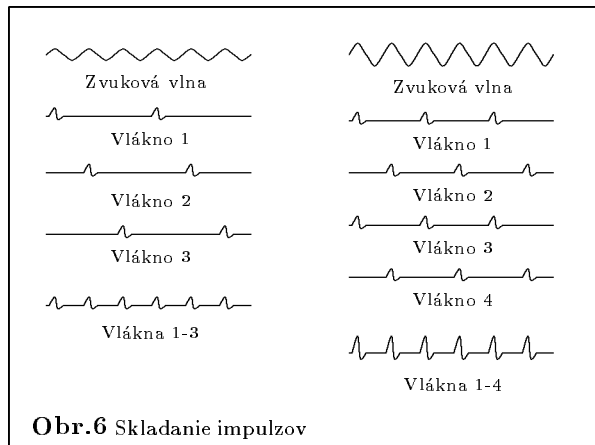 Zvuková vlna
Vlákno 1
Vlákno 2
Vlákno 3
Vlákna 1-3
Zvuková vlna
Vlákno 1
Vlákno 2
Vlákno 3
Vlákno 4
Vlákna 1-4
Obr.6 Skladanie impulzov